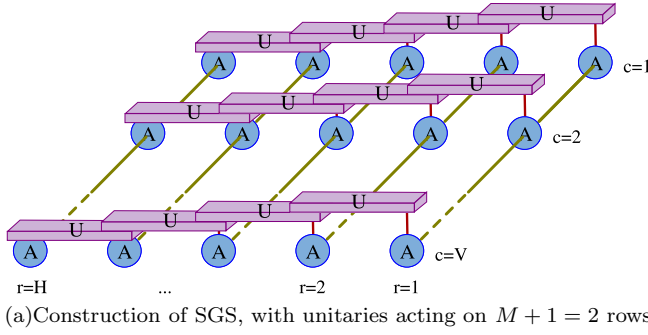 U U U U
A A A A A c=1
U U U U
A A A A A c=2
U U U U
A A A A A c=V
r=H ... r=2 r=1
(a)Construction of SGS, with unitaries acting on M + 1 = 2 rows